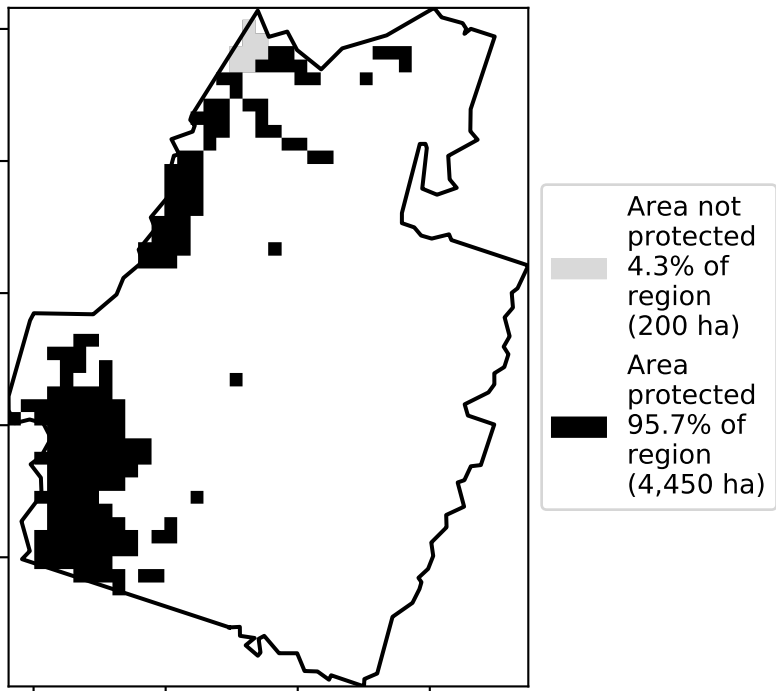 Area not
protected
4.3% of
region
(200 ha)
Area
protected
95.7% of
region
(4,450 ha)